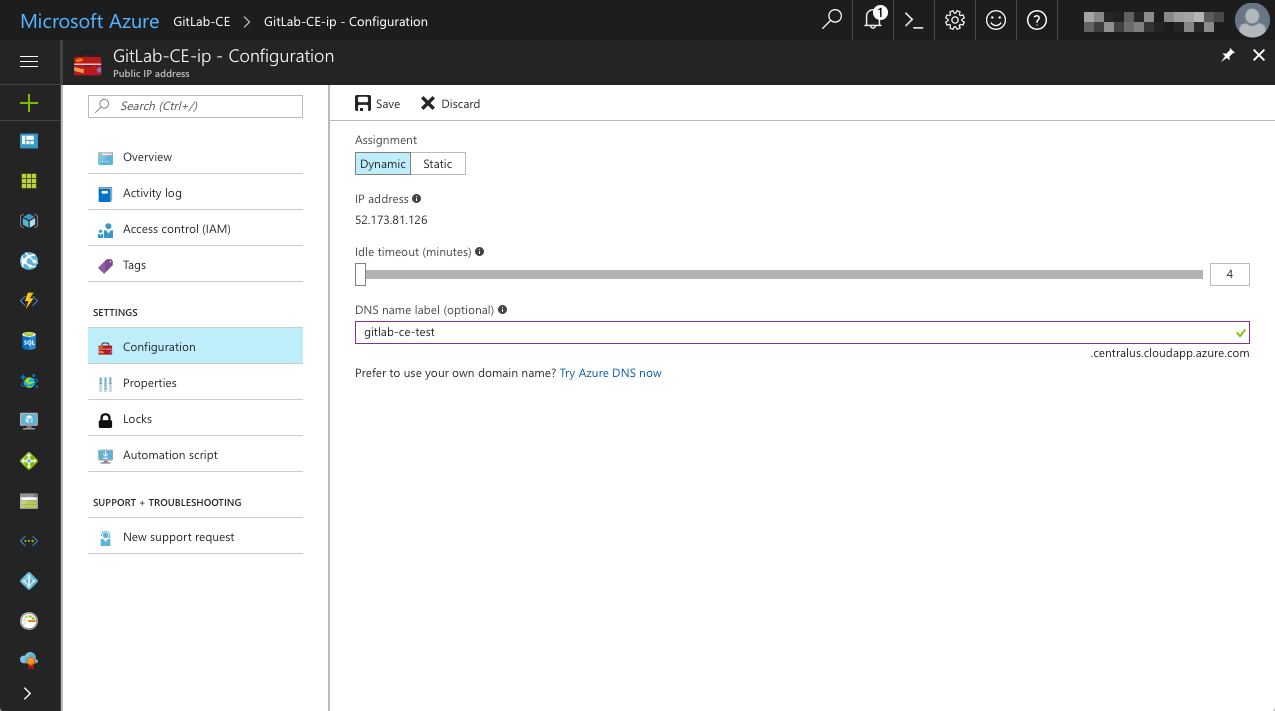 Microsoft Azure GitLab-CE > GitLab-CE-ip - Configuration 1
GitLab-CE-ip - Configuration
Public IP address
Search (Ctrl+/)
Overview
Activity log
Access control (IAM)
Tags
SETTINGS
Configuration
Properties
Locks
Automation script
SUPPORT + TROUBLESHOOTING
New support request
Save Discard
Assignment
Dynamic Static
IP address
52.173.81.126
Idle timeout (minutes)
4
DNS name label (optional)
gitlab-ce-test
.centralus.cloudapp.azure.com
Prefer to use your own domain name? Try Azure DNS now